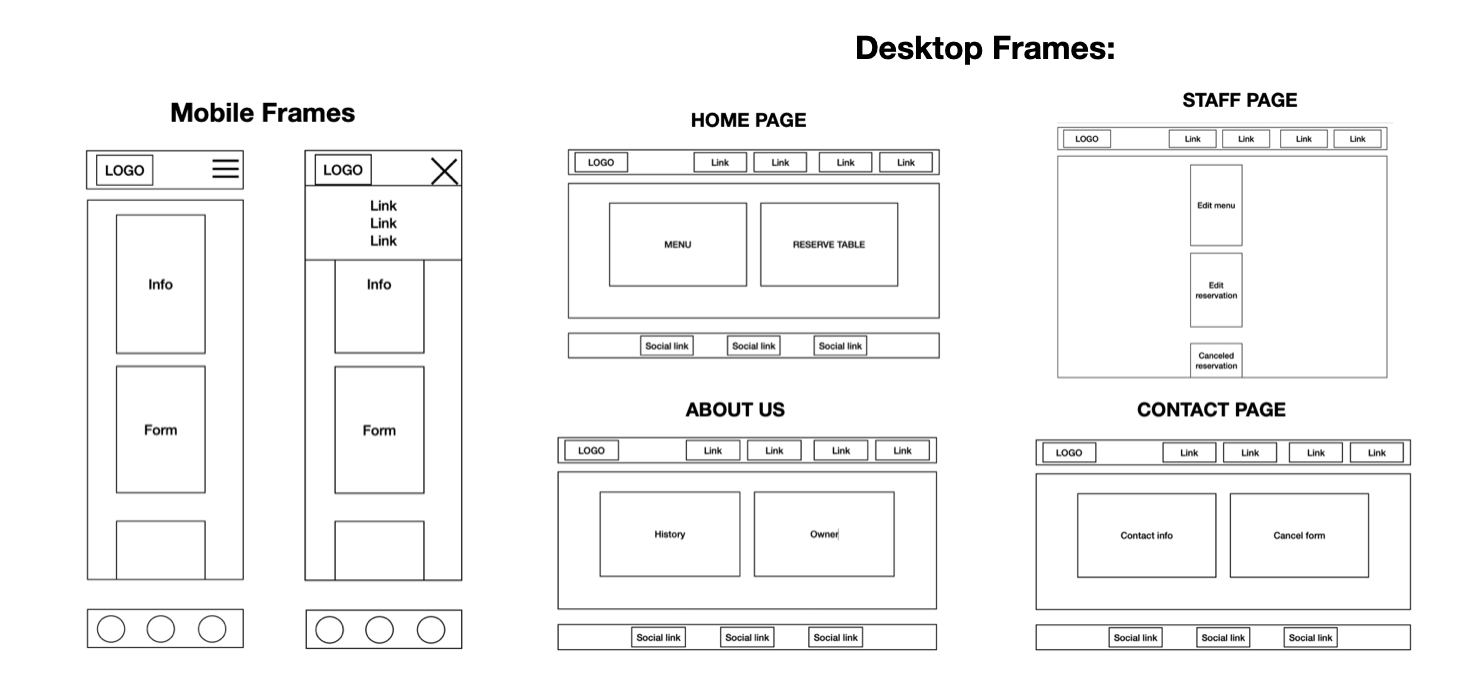 Desktop Frames:
Mobile Frames
LOGO
Info
Form
LOGO
Link
Link
Link
Info
Form
HOME PAGE
LOGO Link Link Link Link
MENU RESERVE TABLE
Social link Social link Social link
STAFF PAGE
LOGO Link Link Link Link
Edit menu
Edit
reservation
Canceled
reservation
ABOUT US
LOGO Link Link Link Link
History Owner
Social link Social link Social link
CONTACT PAGE
LOGO Link Link Link Link
Contact info Cancel form
Social link Social link Social link